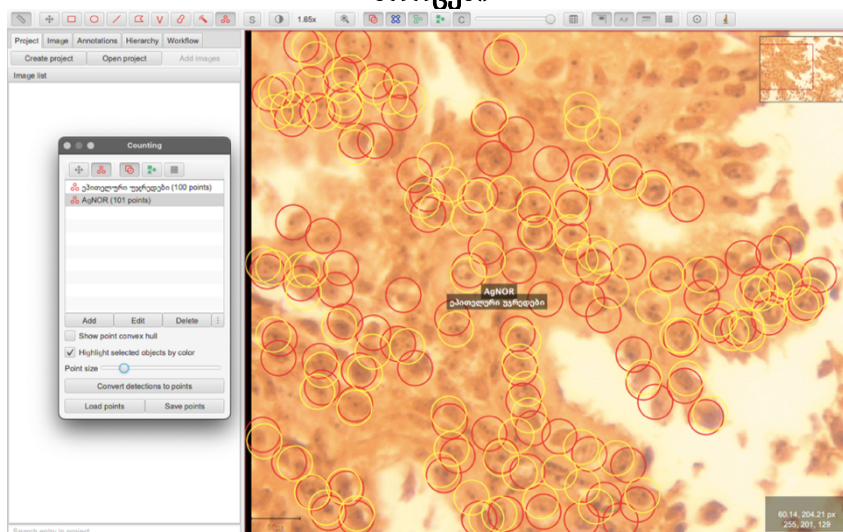 V S 1.65x C
Project Image Annotations Hierarchy Workflow
Create project Open project Add images
Image list
Counting
ეპითელური უჯრედები (100 points)
AgNOR (101 points)
Add Edit Delete
Show point convex hull
Highlight selected objects by color
Point size
Convert detections to points
Load points Save points
AgNOR
ეპითელური უჯრედები
60.14, 204.21 px
255, 201, 129